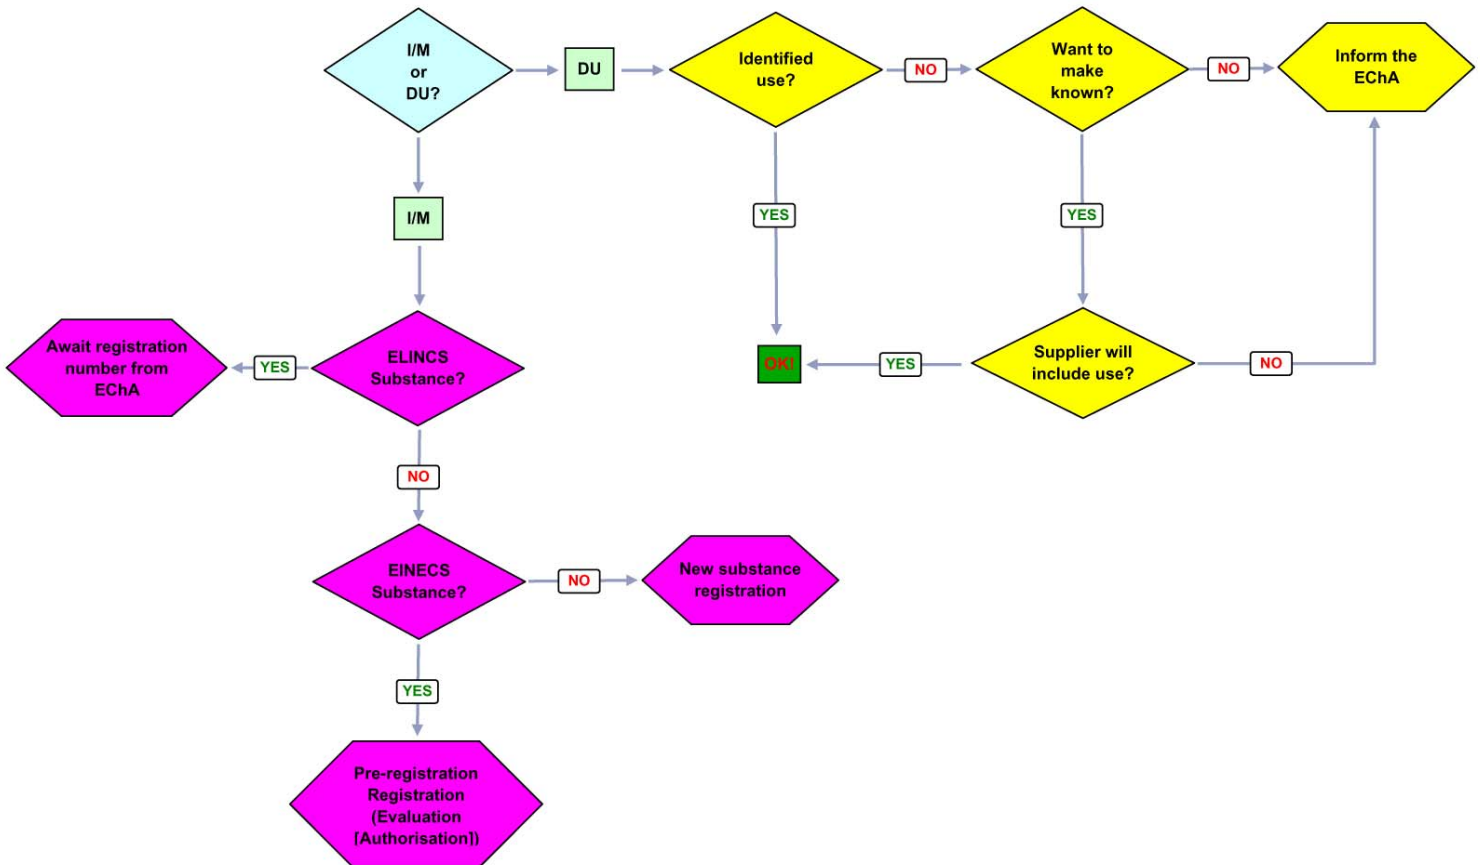 I/M
or
DU?
DU
Identified
use?
NO
Want to
make
known?
NO
Inform the
EChA
I/M
YES
YES
Await registration
number from
EChA
YES
ELINCS
Substance?
OK!
YES
Supplier will
include use?
NO
NO
EINECS
Substance?
NO
New substance
registration
YES
Pre-registration
Registration
(Evaluation
[Authorisation])